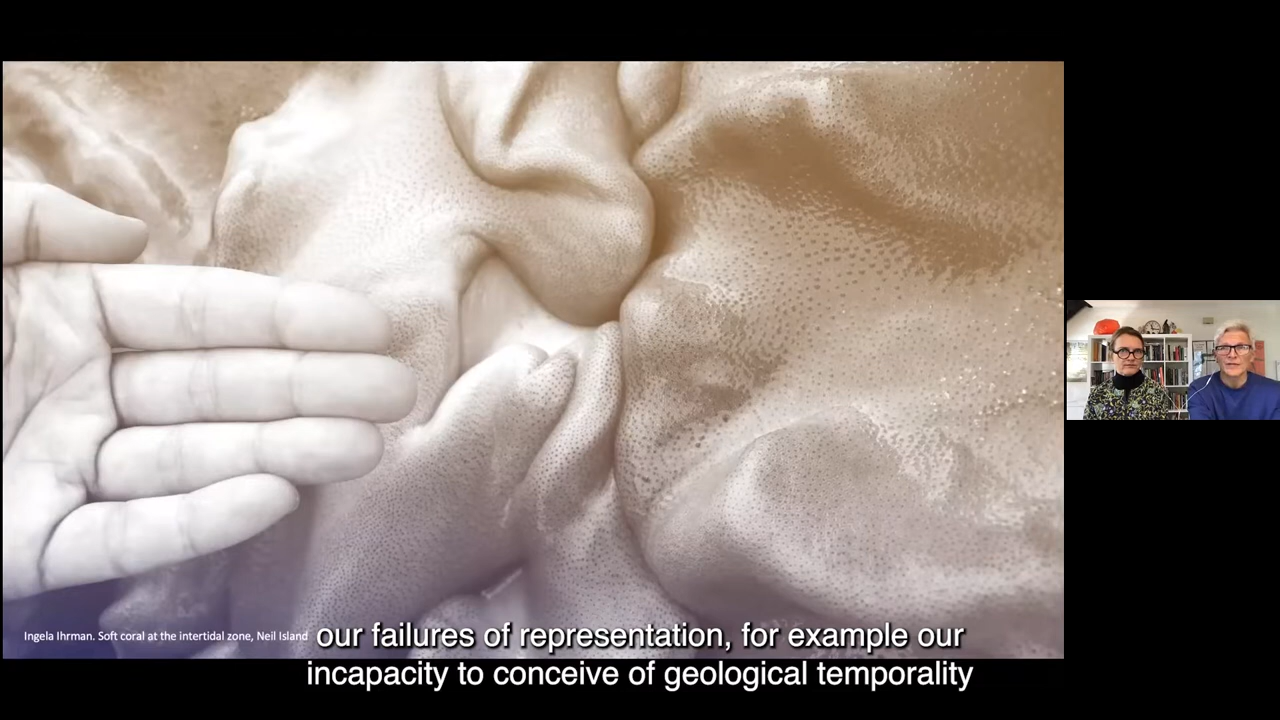 Ingela Ihrman. Soft coral at the intertidal zone, Neil Island
our failures of representation, for example our
incapacity to conceive of geological temporality